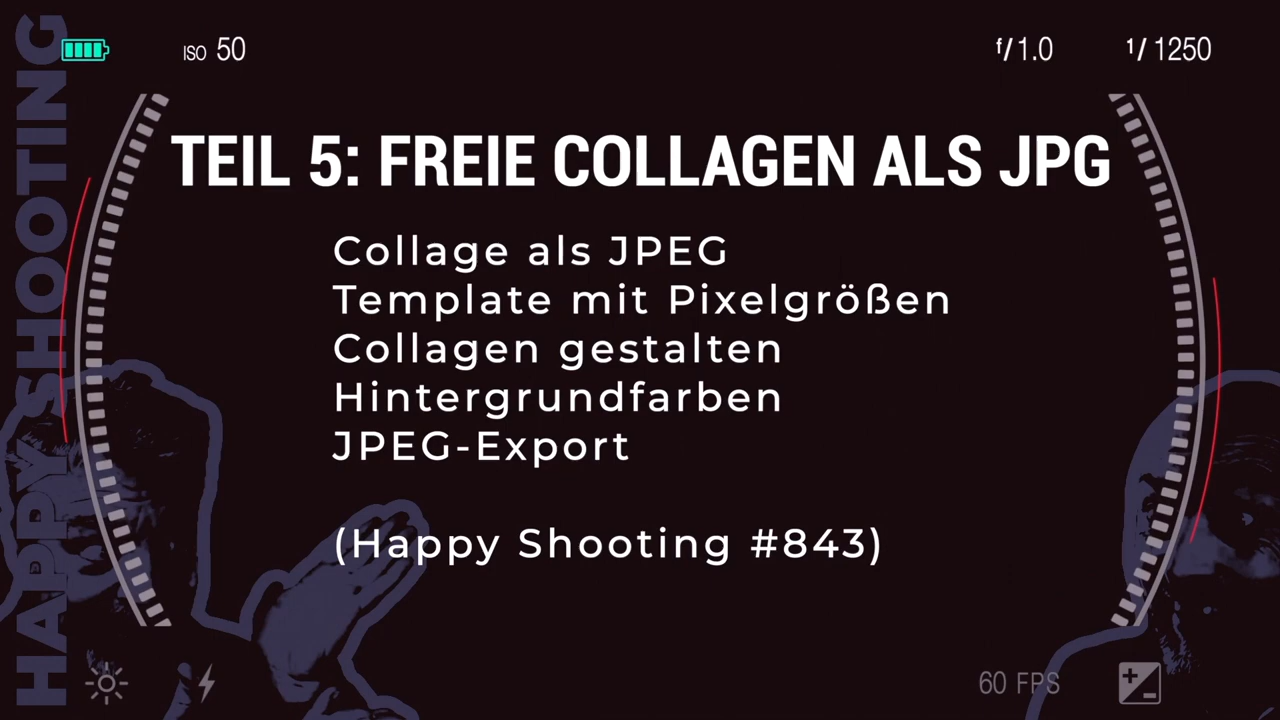 HAPPY SHOOTING
ISO 50
f/1.0
1/1250
TEIL 5: FREIE COLLAGEN ALS JPG
Collage als JPEG
Template mit Pixelgrößen
Collagen gestalten
Hintergrundfarben
JPEG-Export
(Happy Shooting #843)
60 FPS